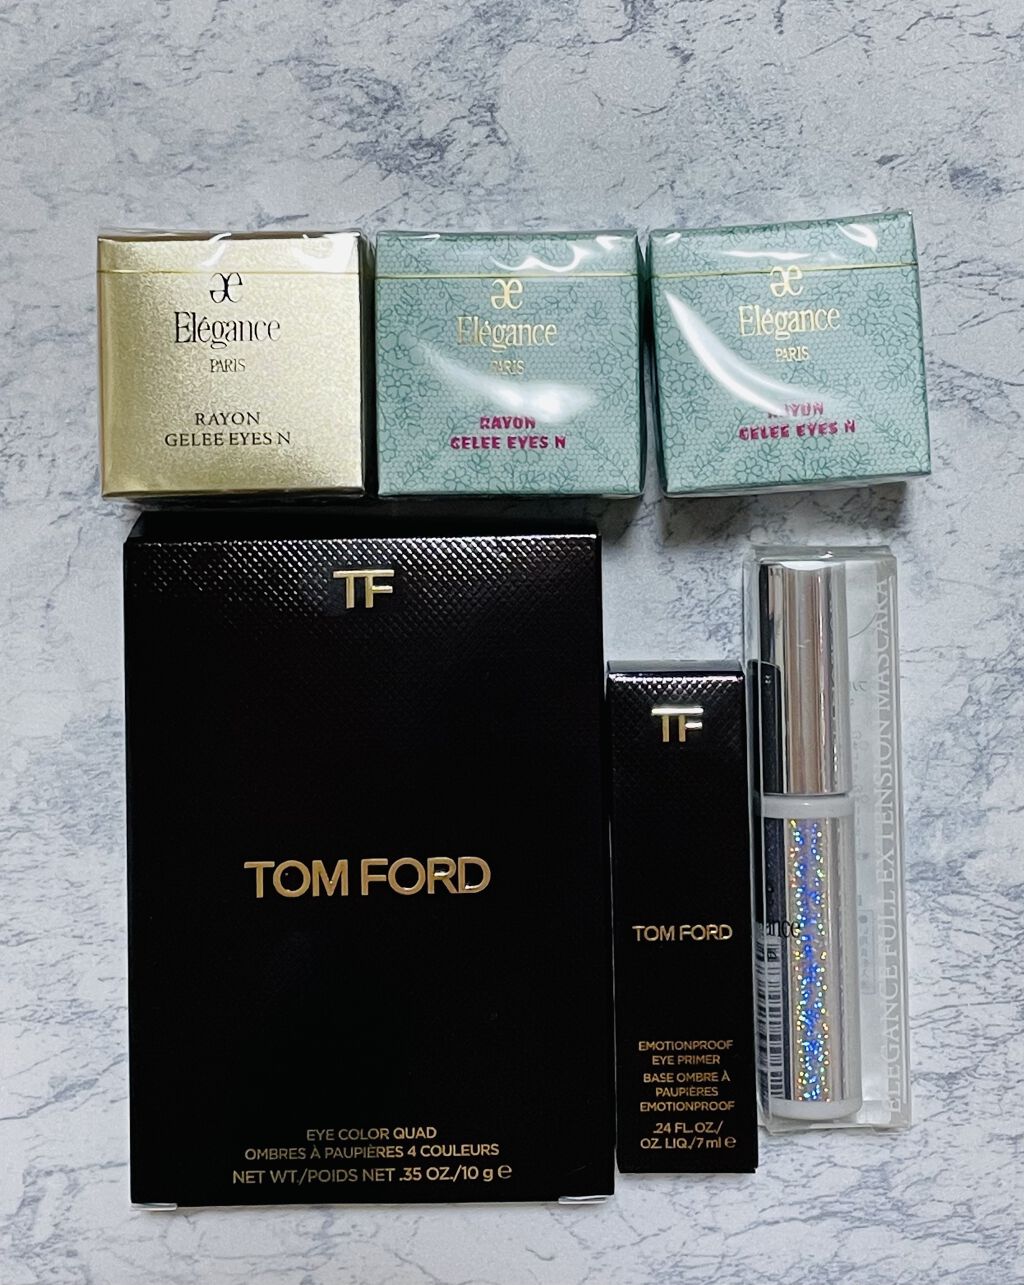 Elégance
PARIS
RAYON
GELEE EYES N
Elégance
PARIS
RAYON
GELEE EYES N
Elégance
PARIS
RAYON
GELEE EYES N
TF
TOM FORD
EYE COLOR QUAD
OMBRES À PAUPIÈRES 4 COULEURS
NET WT./POIDS NET .35 OZ./10 g e
TF
TOM FORD
EMOTIONPROOF
EYE PRIMER
BASE OMBRE À
PAUPIÈRES
EMOTIONPROOF
.24 FL.OZ./
OZ. LIQ./7 ml e
ELEGANCE FULL EXTENSION MASCARA